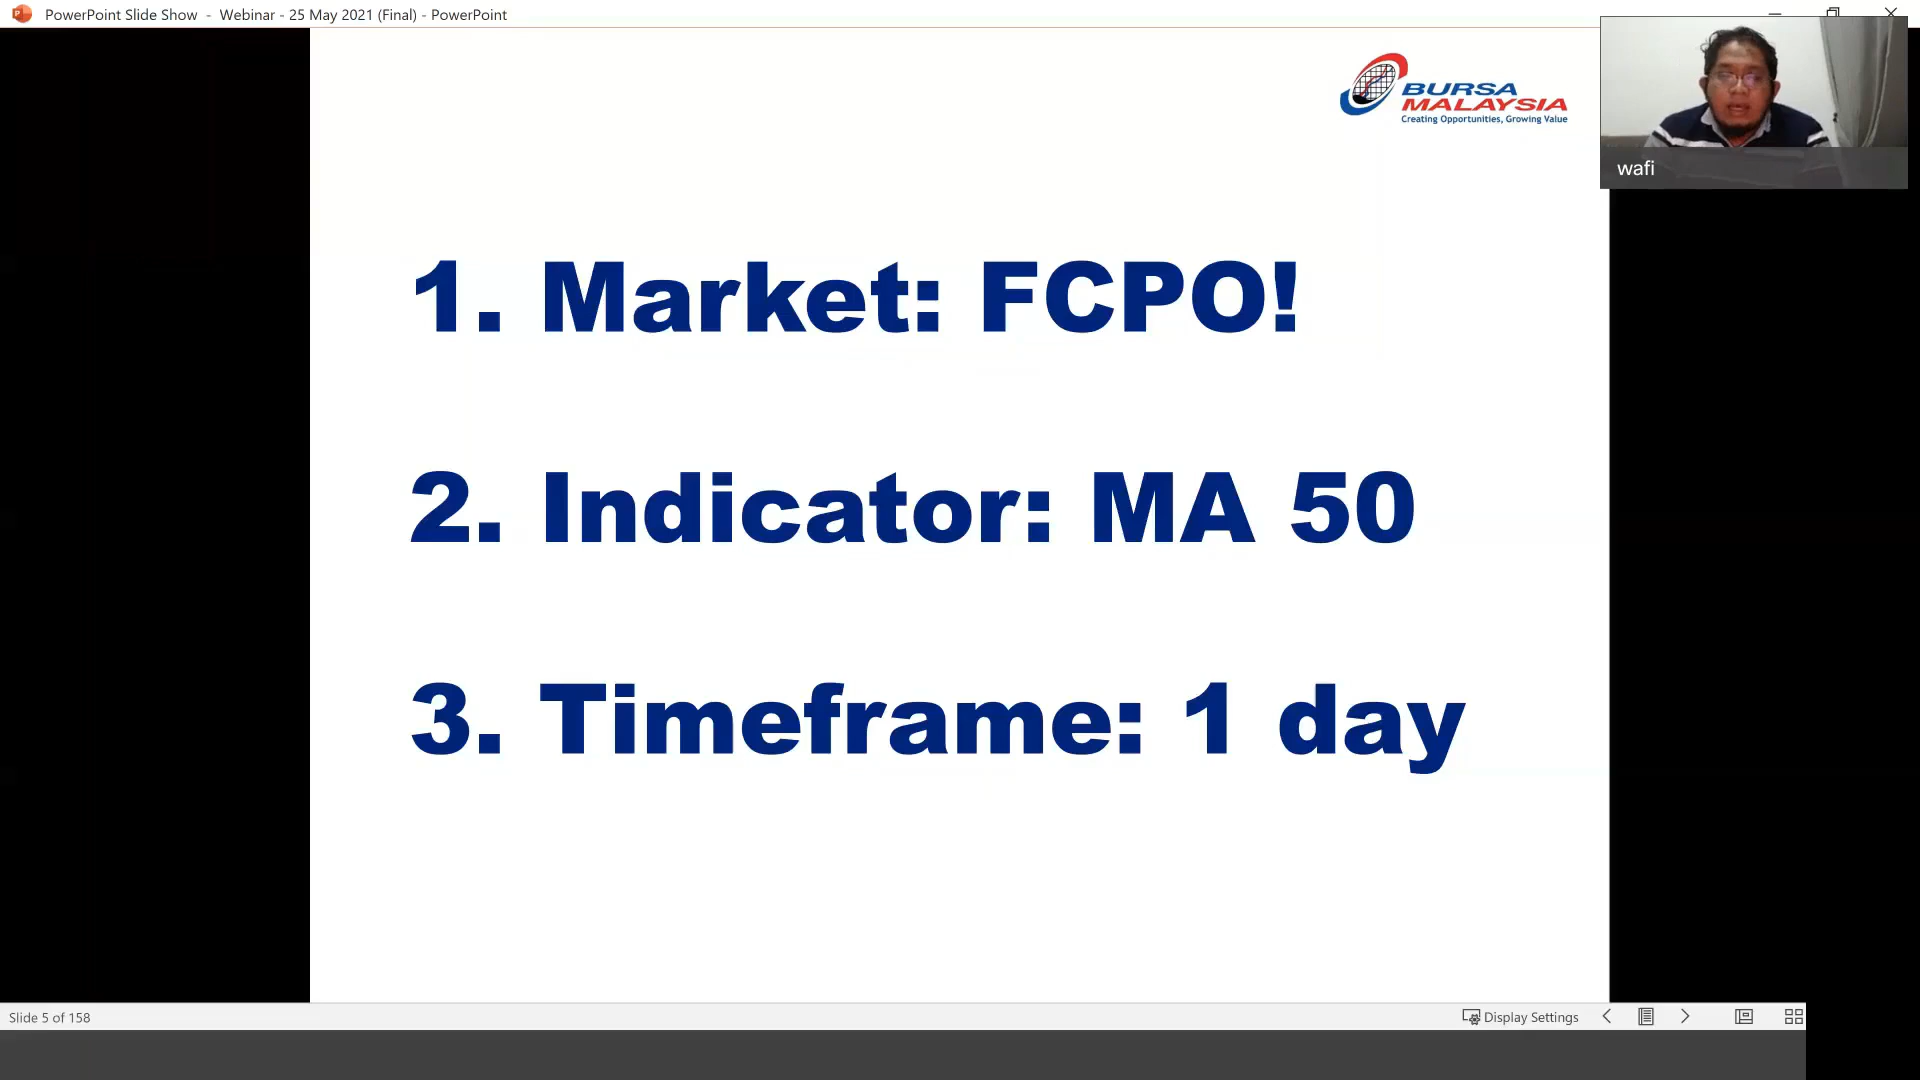 PowerPoint Slide Show - Webinar - 25 May 2021 (Final) - PowerPoint
BURSA
MALAYSIA
Creating Opportunities, Growing Value
wafi
1. Market: FCPO!
2. Indicator: MA 50
3. Timeframe: 1 day
Slide 5 of 158
Display Settings